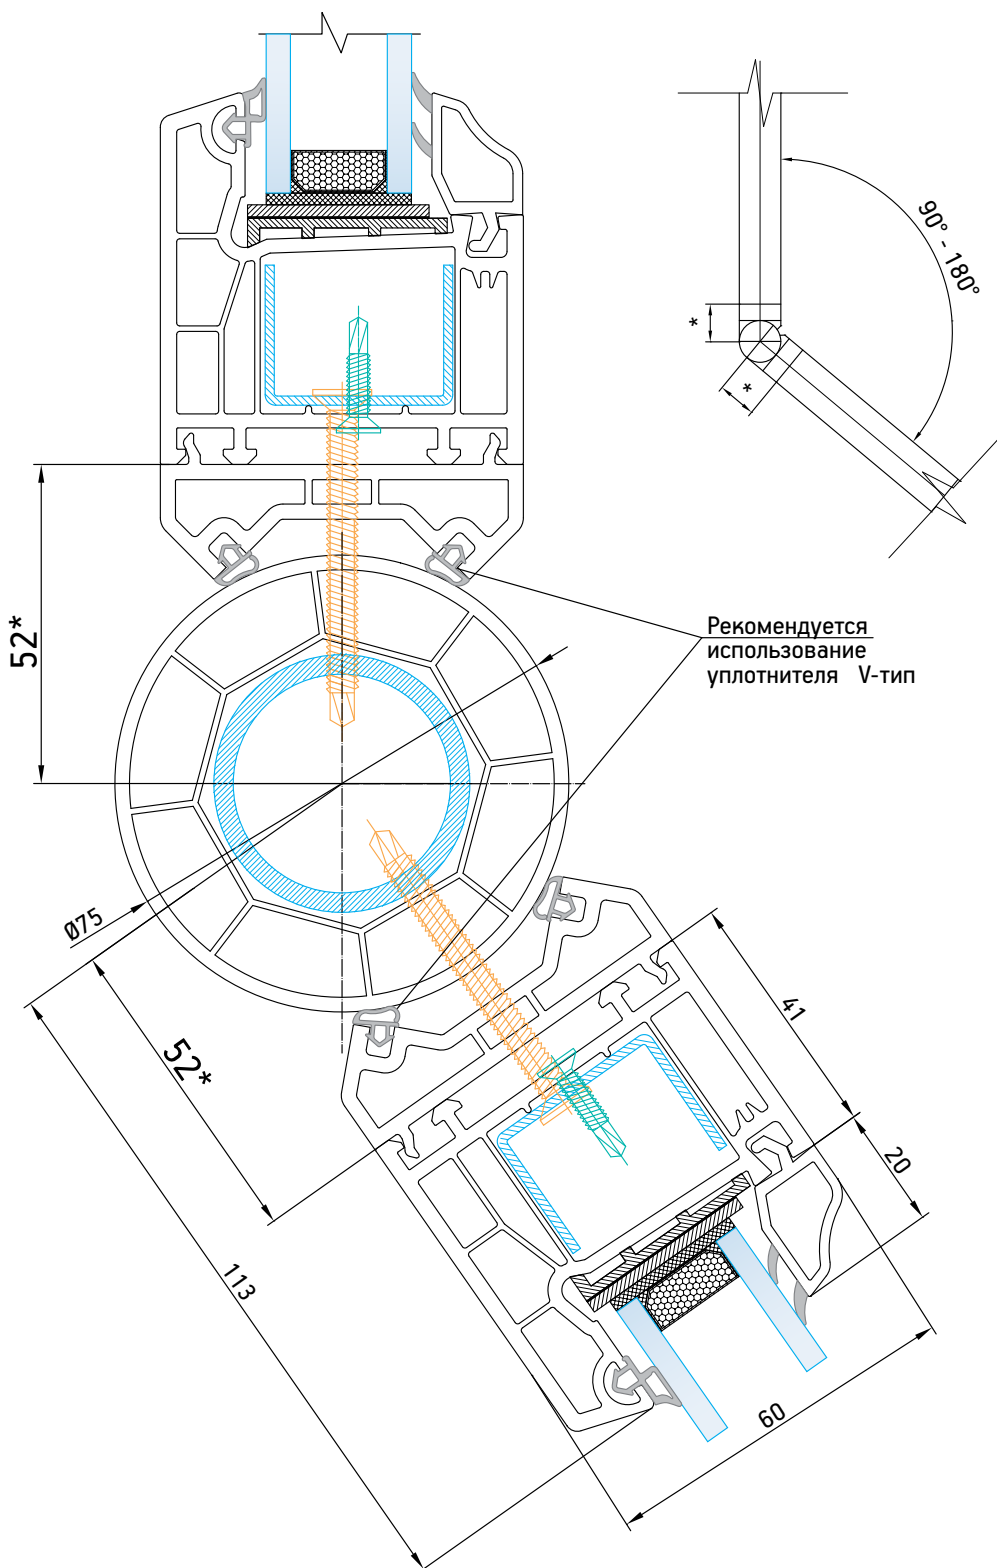 90° - 180°
*
*
52*
Рекомендуется
использование
уплотнителя V-тип
Ø75
52*
41
20
113
60